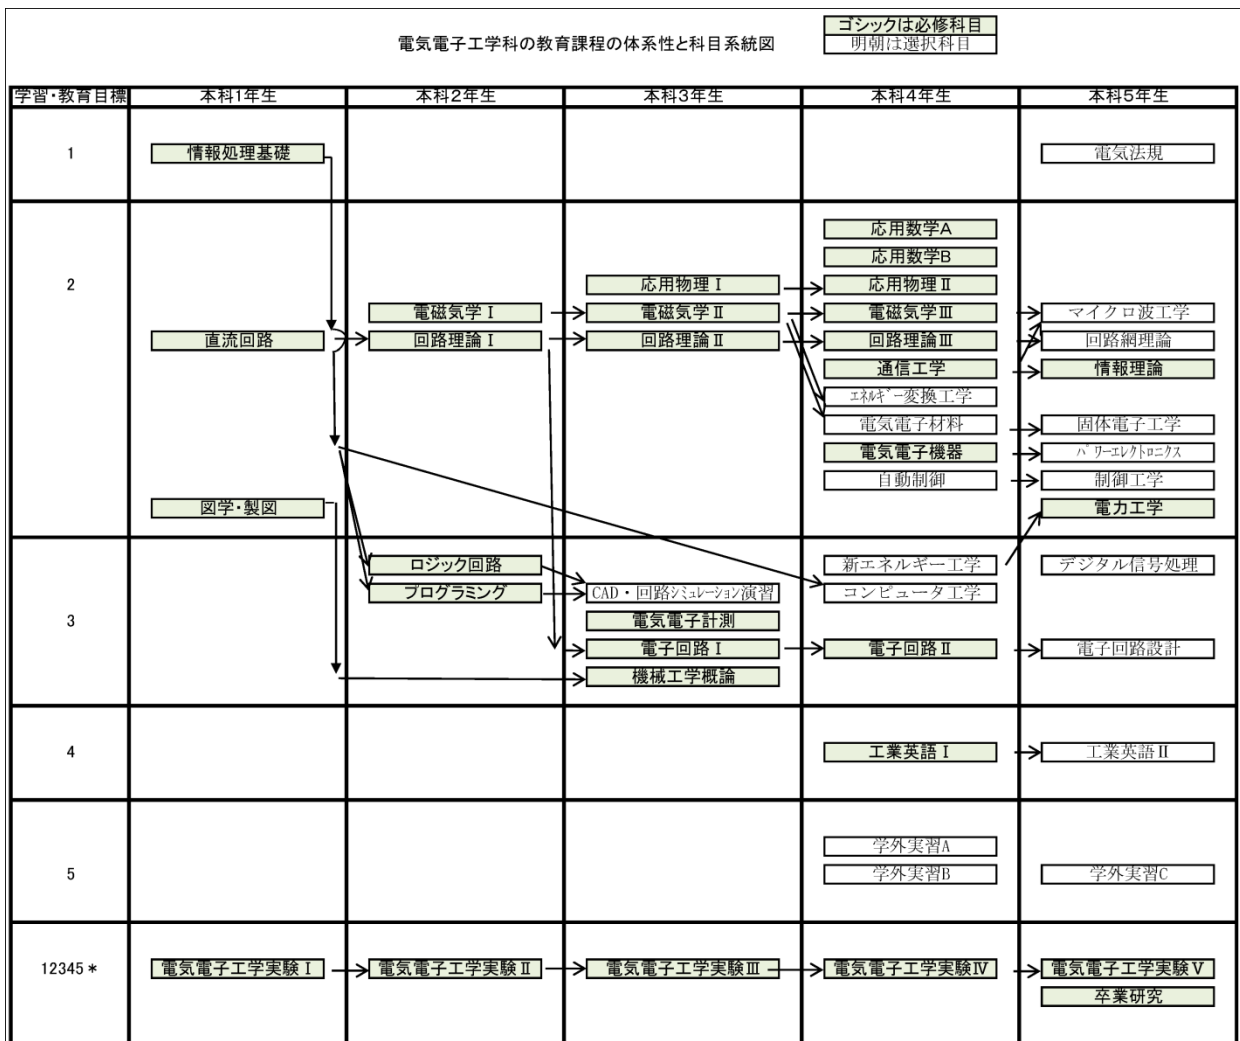 電気電子工学科の教育課程の体系性と科目系統図
ゴシックは必修科目
明朝は選択科目
学習・教育目標 本科1年生 本科2年生 本科3年生 本科4年生 本科5年生
1 情報処理基礎 電気法規
応用数学A
応用数学B
2 応用物理Ⅰ 応用物理Ⅱ
電磁気学Ⅰ 電磁気学Ⅱ 電磁気学Ⅲ マイクロ波工学
直流回路 回路理論Ⅰ 回路理論Ⅱ 回路理論Ⅲ 回路網理論
通信工学 情報理論
エネルギー変換工学
電気電子材料 固体電子工学
電気電子機器 パワーエレクトロニクス
自動制御 制御工学
図学・製図 電力工学
ロジック回路 新エネルギー工学 デジタル信号処理
プログラミング CAD・回路シミュレーション演習 コンピュータ工学
3 電気電子計測
電子回路Ⅰ 電子回路Ⅱ 電子回路設計
機械工学概論
4 工業英語Ⅰ 工業英語Ⅱ
学外実習A
5 学外実習B 学外実習C
12345* 電気電子工学実験Ⅰ 電気電子工学実験Ⅱ 電気電子工学実験Ⅲ 電気電子工学実験Ⅳ 電気電子工学実験Ⅴ
卒業研究